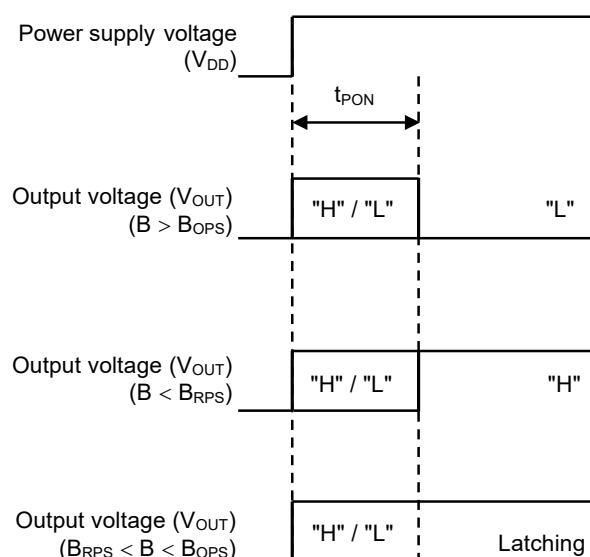 Power supply voltage
(VDD)
tPON
Output voltage (VOUT)
(B > BOPS)
"H" / "L"
"L"
Output voltage (VOUT)
(B < BRPS)
"H" / "L"
"H"
Output voltage (VOUT)
(BRPS < B < BOPS)
"H" / "L"
Latching